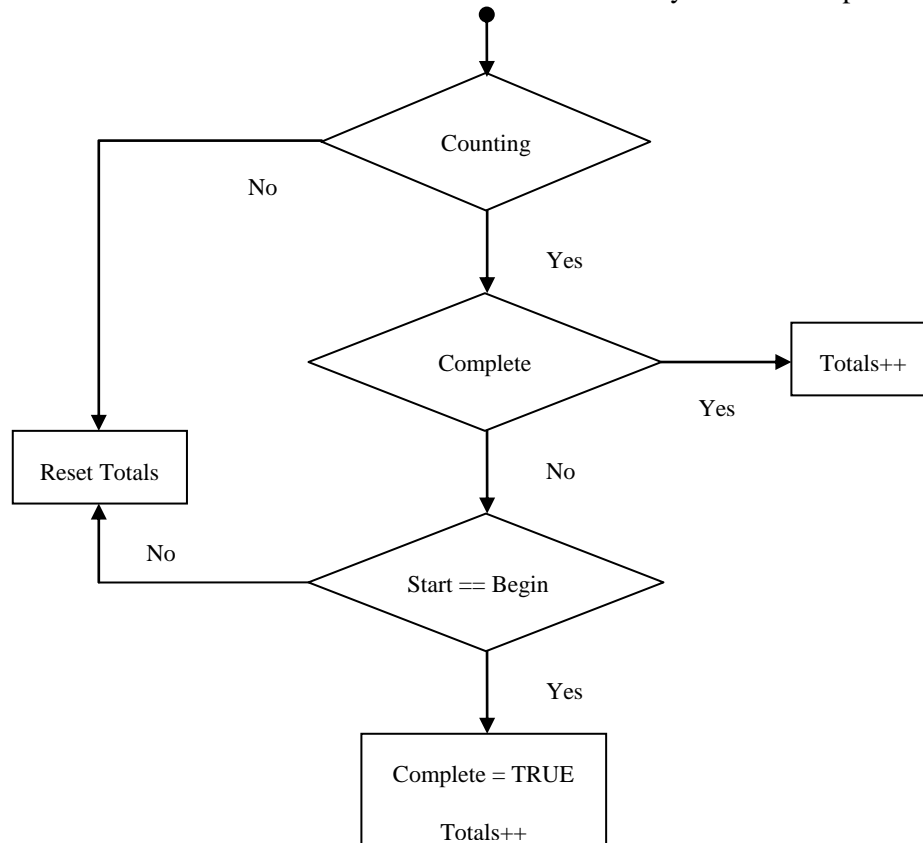 Counting
No
Yes
Complete
Totals++
Yes
Reset Totals
No
No
Start == Begin
Yes
Complete = TRUE
Totals++